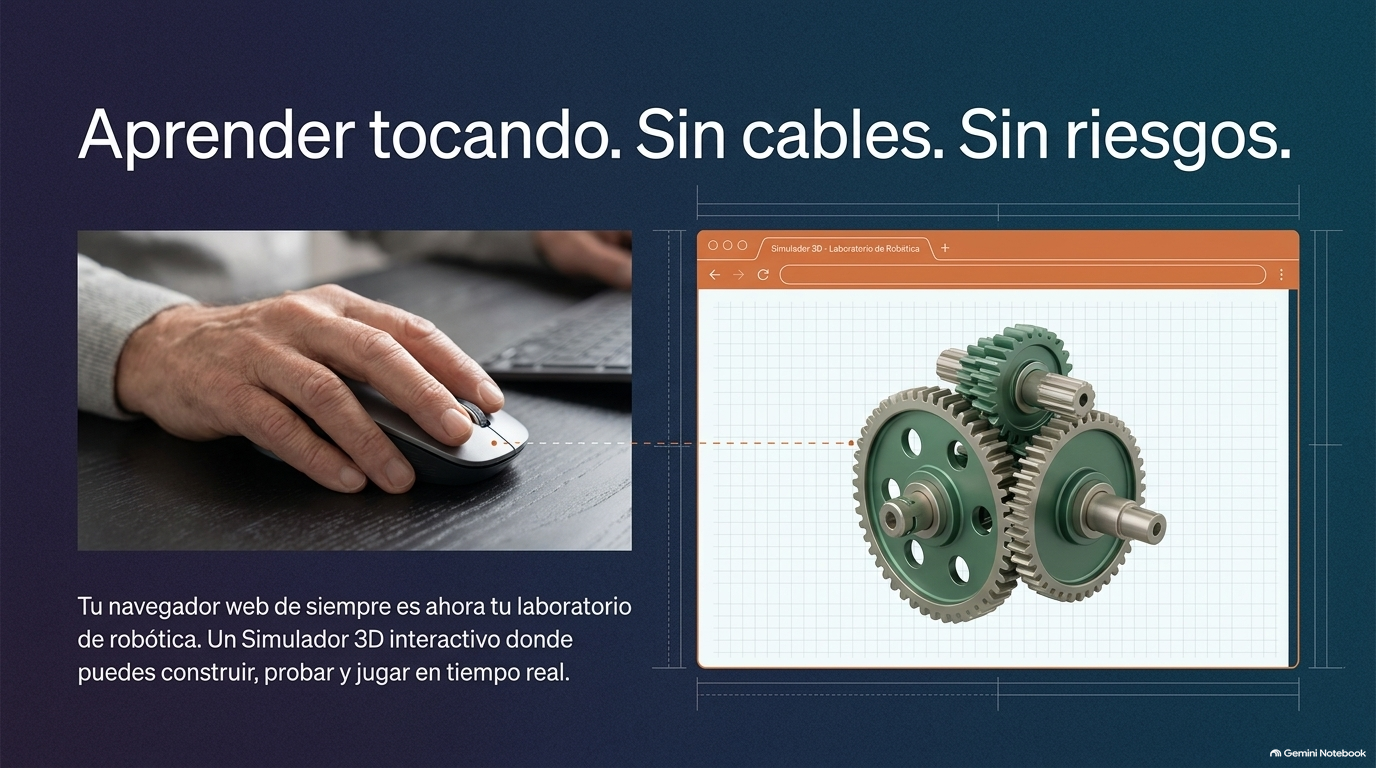 Aprender tocando. Sin cables. Sin riesgos.
Simulader 3D - Laboratorio de Robática
Tu navegador web de siempre es ahora tu laboratorio
de robótica. Un Simulador 3D interactivo donde
puedes construir, probar y jugar en tiempo real.
Gemini Notebook